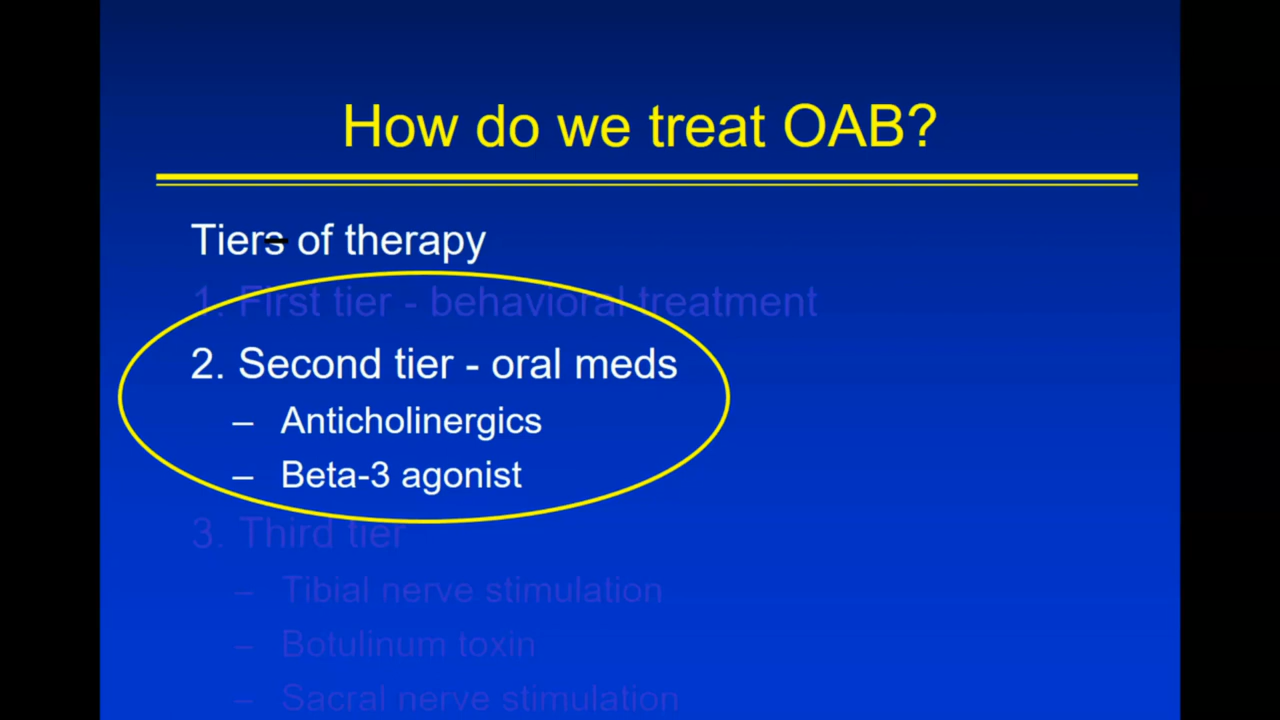 How do we treat OAB?
Tiers of therapy
1. First tier - behavioral treatment
2. Second tier - oral meds
– Anticholinergics
– Beta-3 agonist
3. Third tier
– Tibial nerve stimulation
– Botulinum toxin
– Sacral nerve stimulation